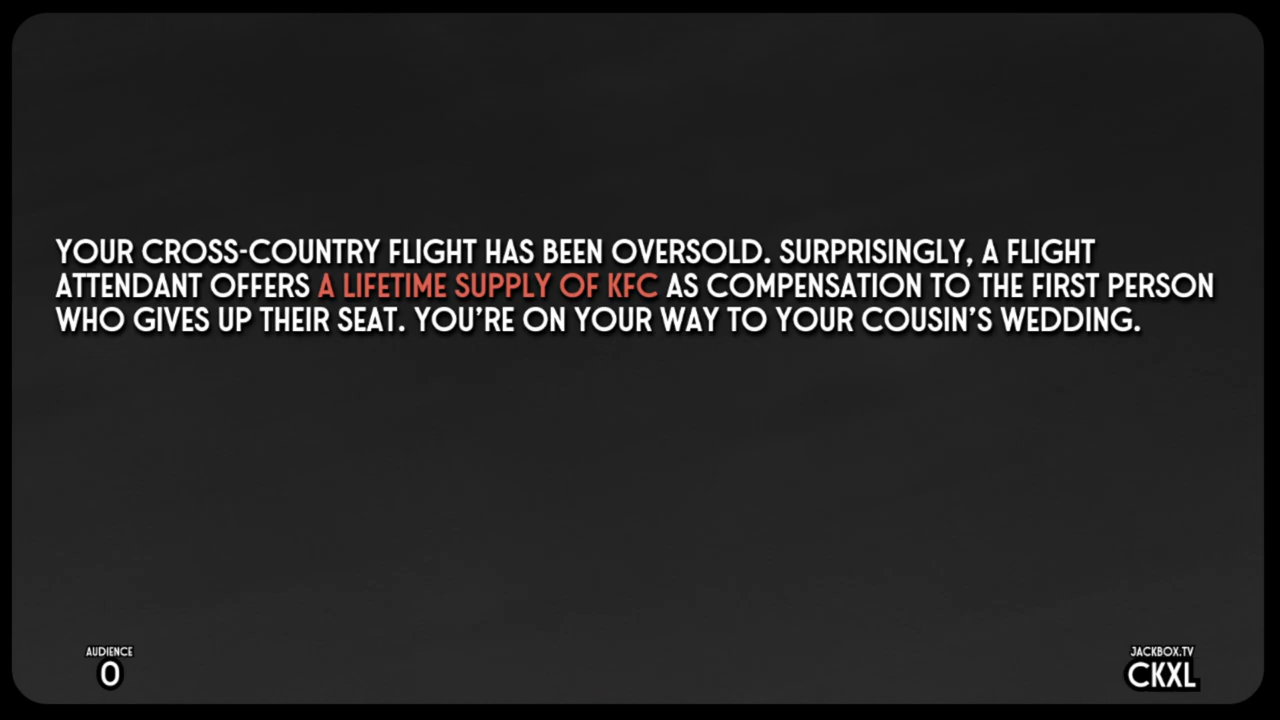 YOUR CROSS-COUNTRY FLIGHT HAS BEEN OVERSOLD. SURPRISINGLY, A FLIGHT
ATTENDANT OFFERS A LIFETIME SUPPLY OF KFC AS COMPENSATION TO THE FIRST PERSON
WHO GIVES UP THEIR SEAT. YOU'RE ON YOUR WAY TO YOUR COUSIN'S WEDDING.
AUDIENCE
0
JACKBOX.TV
CKXL